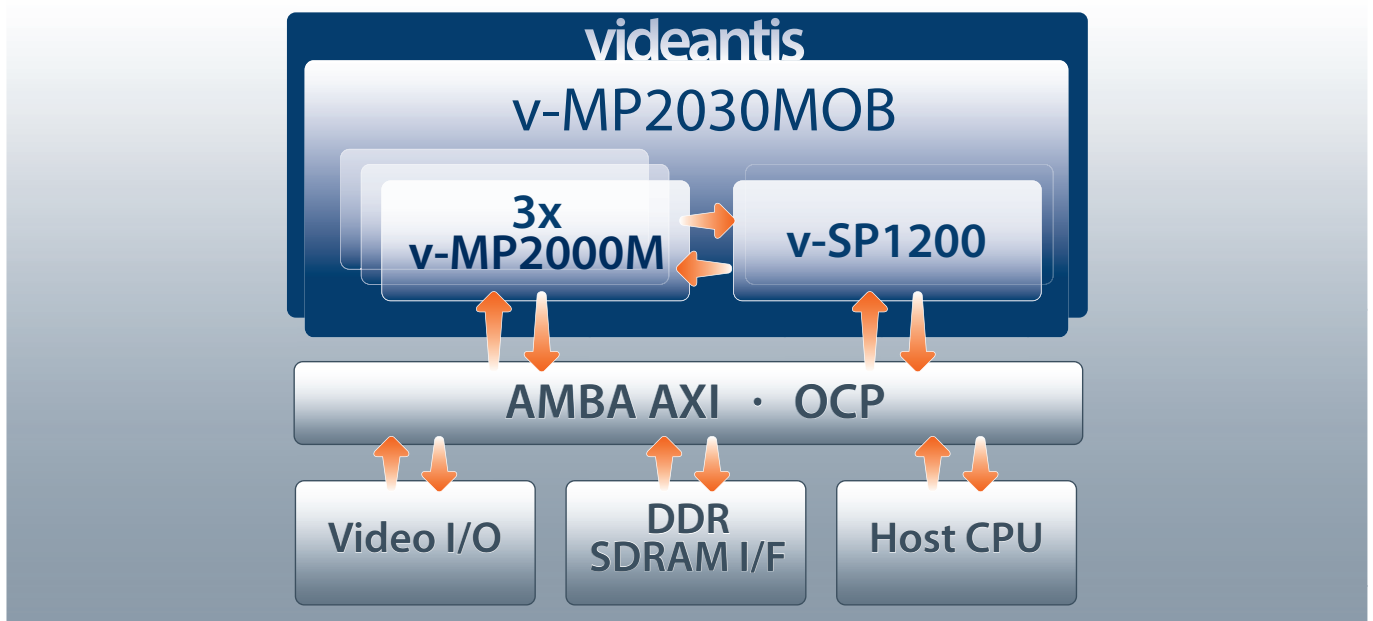 videantis
v-MP2030MOB
3x
v-MP2000M
v-SP1200
AMBA AXI · OCP
Video I/O
DDR
SDRAM I/F
Host CPU